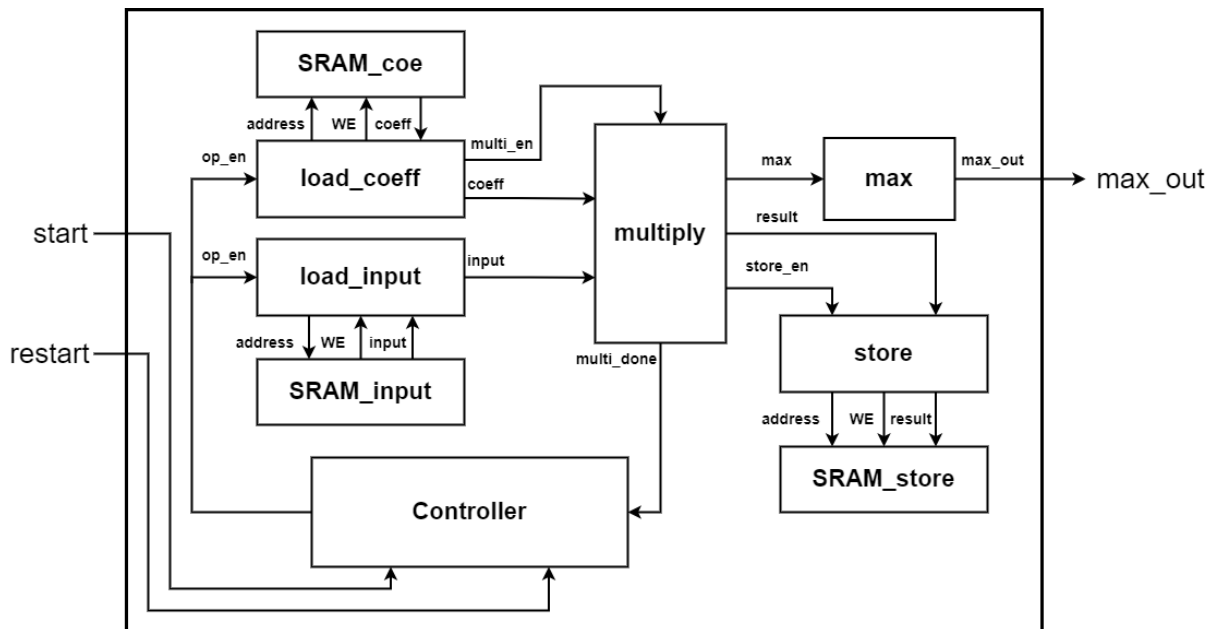 SRAM_coe
address
WE
coeff
multi_en
op_en
load_coeff
coeff
max
max
max_out
max_out
start
op_en
load_input
input
multiply
result
store_en
address
WE
input
restart
SRAM_input
multi_done
store
address
WE
result
SRAM_store
Controller